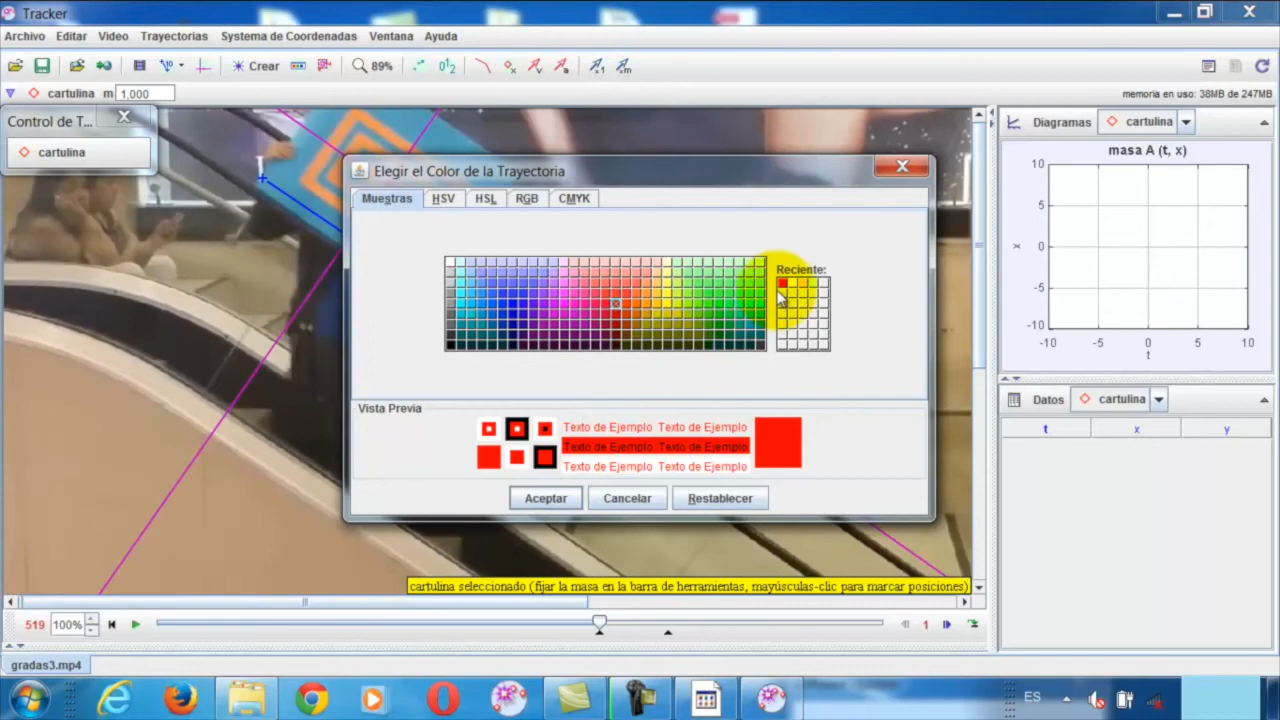 Tracker
Archivo Editar Video Trayectorias Systema de Coordenadas Ventana Ayuda
Crear 89%
cartulina m 1,000 memoria en uso: 38MB de 247MB
Control de T...
cartulina
Elegir el Color de la Trayectoria
Muestras HSV HSL RGB CMYK
Reciente:
Vista Previa
Texto de Ejemplo Texto de Ejemplo
Texto de Ejemplo Texto de Ejemplo
Texto de Ejemplo Texto de Ejemplo
Aceptar Cancelar Restablecer
Diagramas cartulina
masa A (t, x)
10
5
0
-5
-10
x
-10 -5 0 5 10
t
Datos cartulina
t x y
cartulina seleccionado (fijar la masa en la barra de herramientas, mayúsculas-clic para marcar posiciones)
519 100% 1
gradas3.mp4
ES